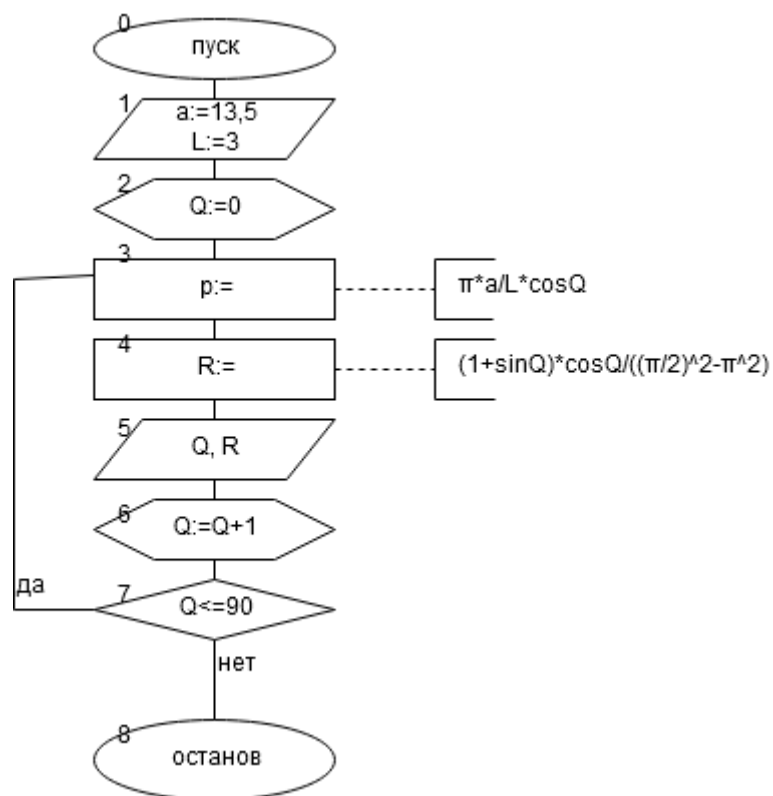 0
пуск
1
a:=13,5
L:=3
2
Q:=0
3
p:=
π*a/L*cosQ
4
R:=
(1+sinQ)*cosQ/((π/2)^2-π^2)
5
Q, R
6
Q:=Q+1
да
7
Q<=90
нет
8
останов